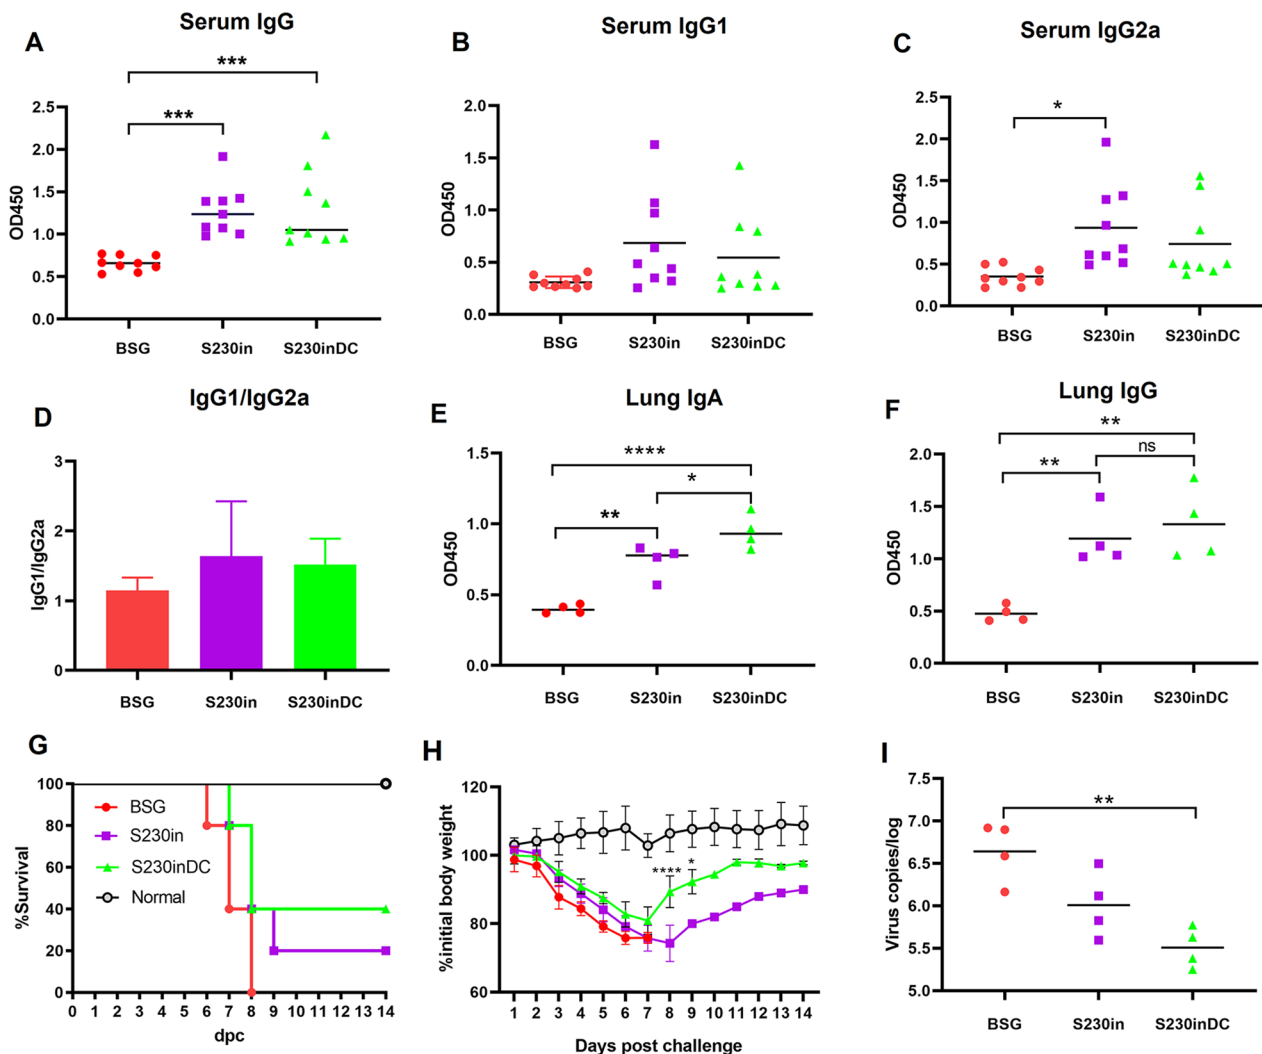 A
Serum IgG
***
***
OD450
2.5
2.0
1.5
1.0
0.5
0.0
BSG
S230in
S230inDC
B
Serum IgG1
OD450
2.0
1.5
1.0
0.5
0.0
BSG
S230in
S230inDC
C
Serum IgG2a
*
OD450
2.5
2.0
1.5
1.0
0.5
0.0
BSG
S230in
S230inDC
D
IgG1/IgG2a
IgG1/IgG2a
3
2
1
0
BSG
S230in
S230inDC
E
Lung IgA
****
*
**
OD450
1.5
1.0
0.5
0.0
BSG
S230in
S230inDC
F
Lung IgG
**
ns
**
OD450
2.0
1.5
1.0
0.5
0.0
BSG
S230in
S230inDC
G
%Survival
100
80
60
40
20
0
BSG
S230in
S230inDC
Normal
0 1 2 3 4 5 6 7 8 9 10 11 12 13 14
dpc
H
%initial body weight
120
100
80
60
**** *
1 2 3 4 5 6 7 8 9 10 11 12 13 14
Days post challenge
I
Virus copies/log
7.5
7.0
6.5
6.0
5.5
5.0
**
BSG
S230in
S230inDC